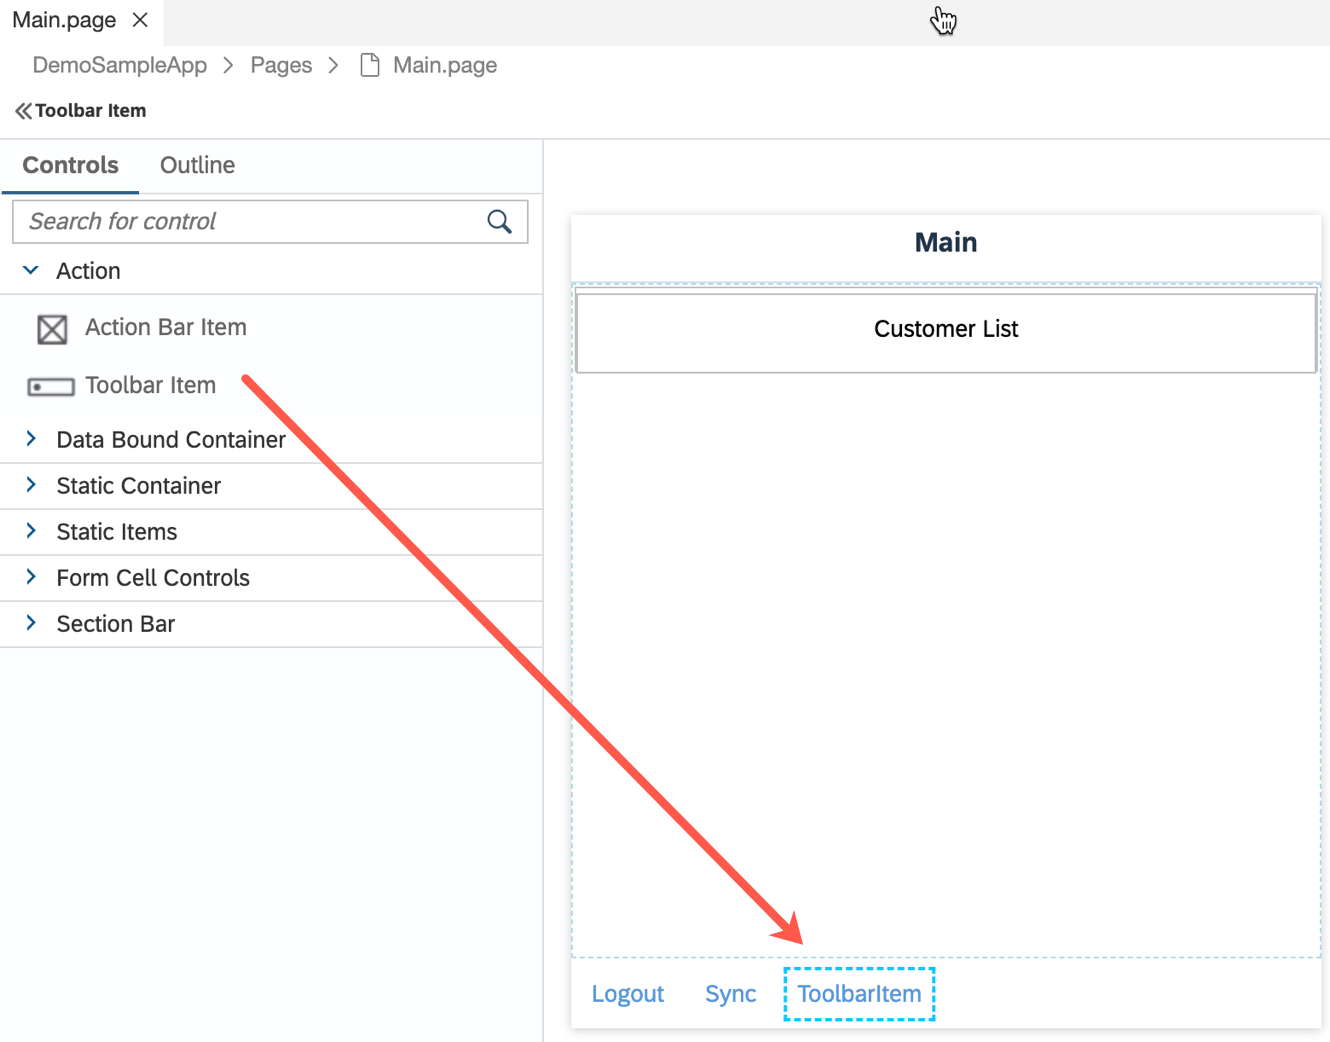 Main.page
DemoSampleApp > Pages > Main.page
Toolbar Item
Controls Outline
Search for control
Action
Action Bar Item
Toolbar Item
Data Bound Container
Static Container
Static Items
Form Cell Controls
Section Bar
Main
Customer List
Logout Sync ToolbarItem